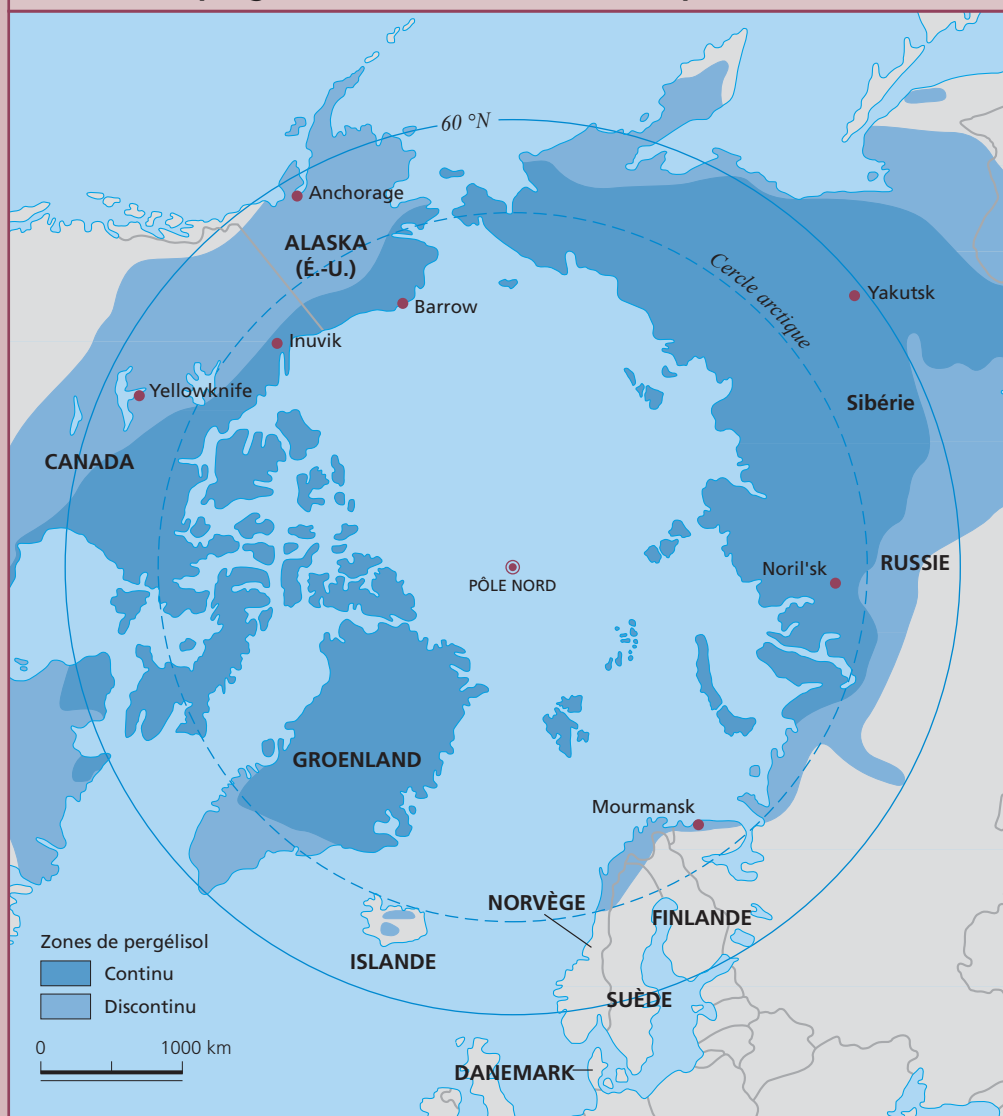 60 °N
Anchorage
ALASKA
(É.-U.)
Cercle arctique
Yakutsk
Barrow
Inuvik
Yellowknife
Sibérie
CANADA
RUSSIE
Noril'sk
PÔLE NORD
GROENLAND
Mourmansk
NORVÈGE
FINLANDE
ISLANDE
SUÈDE
DANEMARK
Zones de pergélisol
Continu
Discontinu
0 1000 km